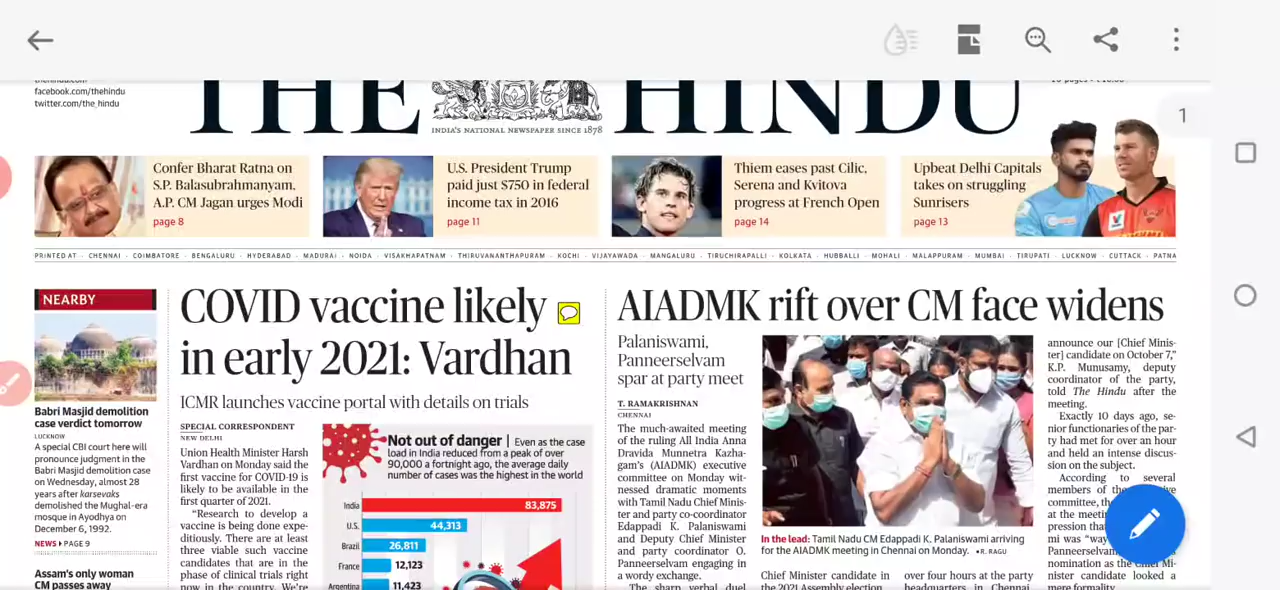 facebook.com/thehindu
twitter.com/the_hindu
THE HINDU
INDIA'S NATIONAL NEWSPAPER SINCE 1878
1
Confer Bharat Ratna on
S.P. Balasubrahmanyam,
A.P. CM Jagan urges Modi
page 8
U.S. President Trump
paid just $750 in federal
income tax in 2016
page 11
Thiem eases past Cilic,
Serena and Kvitova
progress at French Open
page 14
Upbeat Delhi Capitals
takes on struggling
Sunrisers
page 13
PRINTED AT · CHENNAI · COIMBATORE · BENGALURU · HYDERABAD · MADURAI · NOIDA · VISAKHAPATNAM · THIRUVANANTHAPURAM · KOCHI · VIJAYAWADA · MANGALURU · TIRUCHIRAPALLI · KOLKATA · HUBBALLI · MOHALI · MALAPPURAM · MUMBAI · TIRUPATI · LUCKNOW · CUTTACK · PATNA
NEARBY
Babri Masjid demolition
case verdict tomorrow
LUCKNOW
A special CBI court here will
pronounce judgment in the
Babri Masjid demolition case
on Wednesday, almost 28
years after karsevaks
demolished the Mughal-era
mosque in Ayodhya on
December 6, 1992.
NEWS PAGE 9
Assam's only woman
CM passes away
COVID vaccine likely
in early 2021: Vardhan
ICMR launches vaccine portal with details on trials
SPECIAL CORRESPONDENT
NEW DELHI
Union Health Minister Harsh
Vardhan on Monday said the
first vaccine for COVID-19 is
likely to be available in the
first quarter of 2021.
"Research to develop a
vaccine is being done expe-
ditiously. There are at least
three viable such vaccine
candidates that are in the
phase of clinical trials right
now in the country. We're
Not out of danger | Even as the case
load in India reduced from a peak of over
90,000 a fortnight ago, the average daily
number of cases was the highest in the world
India 83,875
U.S. 44,313
Brazil 26,811
France 12,123
Argentina 11,423
AIADMK rift over CM face widens
Palaniswami,
Panneerselvam
spar at party meet
T. RAMAKRISHNAN
CHENNAI
The much-awaited meeting
of the ruling All India Anna
Dravida Munnetra Kazha-
gam's (AIADMK) executive
committee on Monday wit-
nessed dramatic moments
with Tamil Nadu Chief Minis-
ter and party co-coordinator
Edappadi K. Palaniswami
and Deputy Chief Minister
and party coordinator O.
Panneerselvam engaging in
a wordy exchange.
The sharp verbal duel
In the lead: Tamil Nadu CM Edappadi K. Palaniswami arriving
for the AIADMK meeting in Chennai on Monday. R. RAGU
Chief Minister candidate in
the 2021 Assembly election
over four hours at the party
headquarters in Chennai
announce our [Chief Minis-
ter] candidate on October 7,"
K.P. Munusamy, deputy
coordinator of the party,
told The Hindu after the
meeting.
Exactly 10 days ago, se-
nior functionaries of the par-
ty had met for over an hour
and held an intense discus-
sion on the subject.
According to several
members of the
committee, th
at the meeti
pression that
mi was "way
Panneerselvam
nomination as the Chief Mi-
nister candidate looked a
mere formality